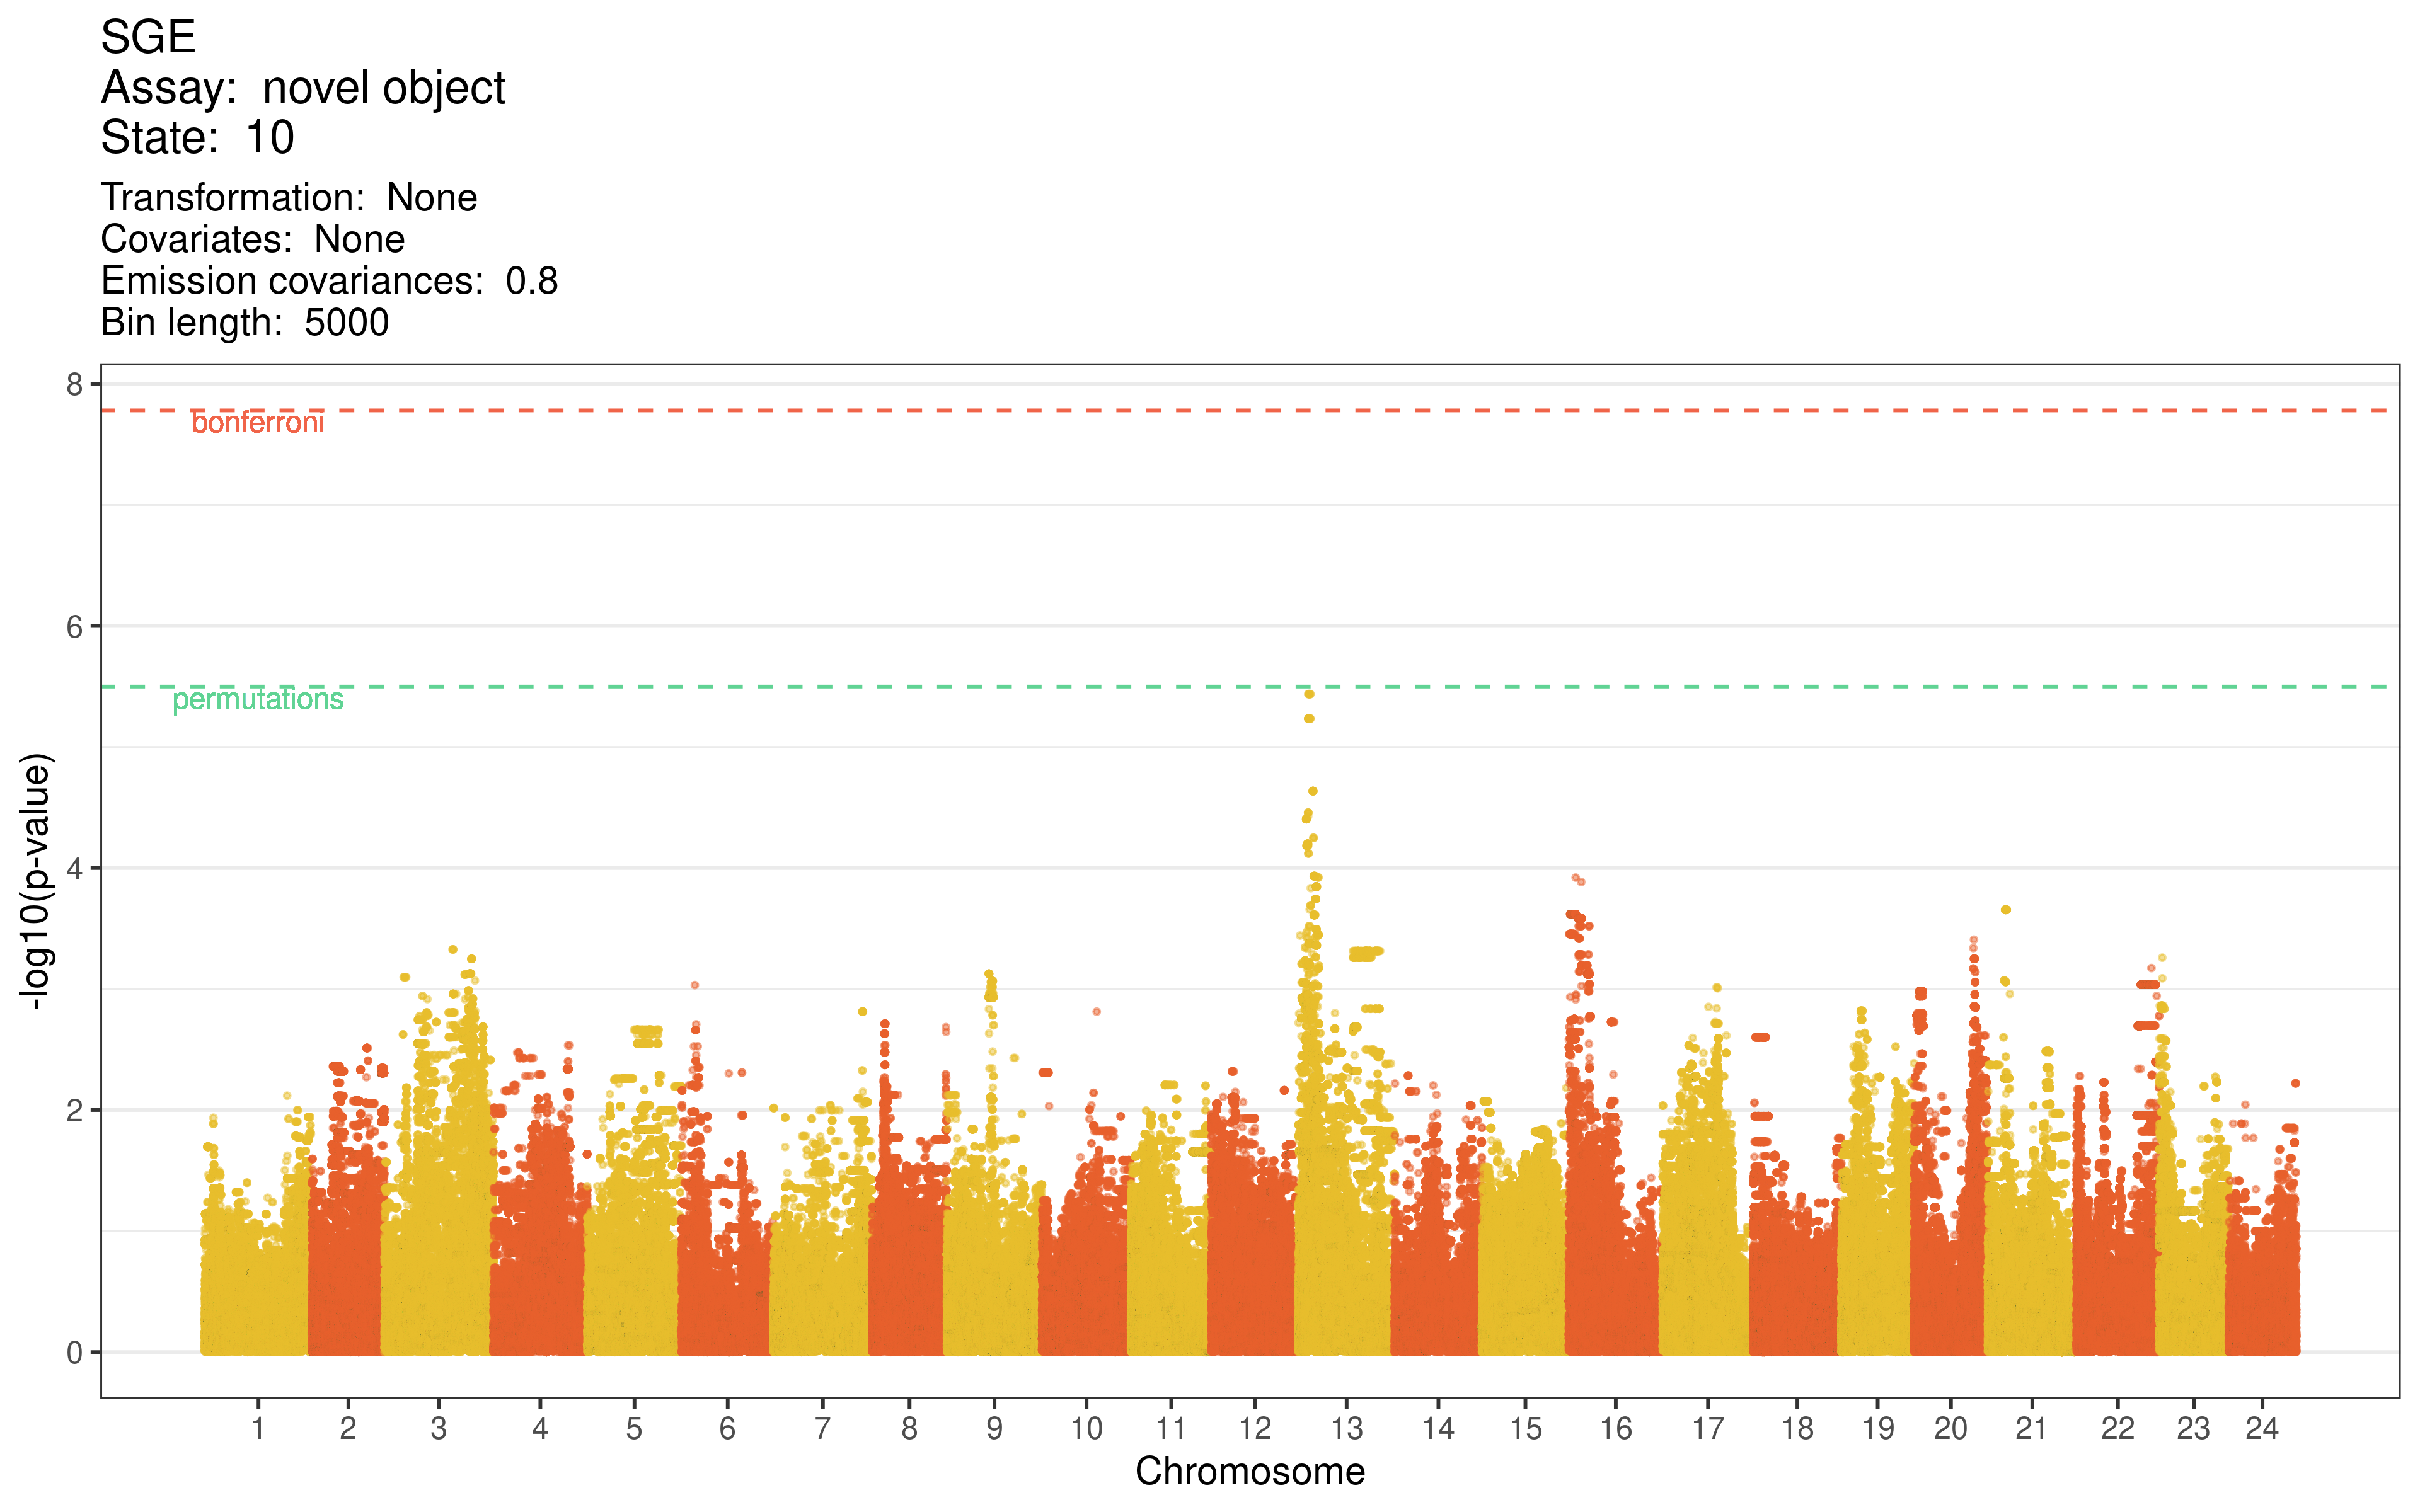 SGE
Assay:  novel object
State:  10
Transformation:  None
Covariates:  None
Emission covariances:  0.8
Bin length:  5000
8
bonferroni
6
permutations
4
2
0
-log10(p-value)
1 2 3 4 5 6 7 8 9 10 11 12 13 14 15 16 17 18 19 20 21 22 23 24
Chromosome